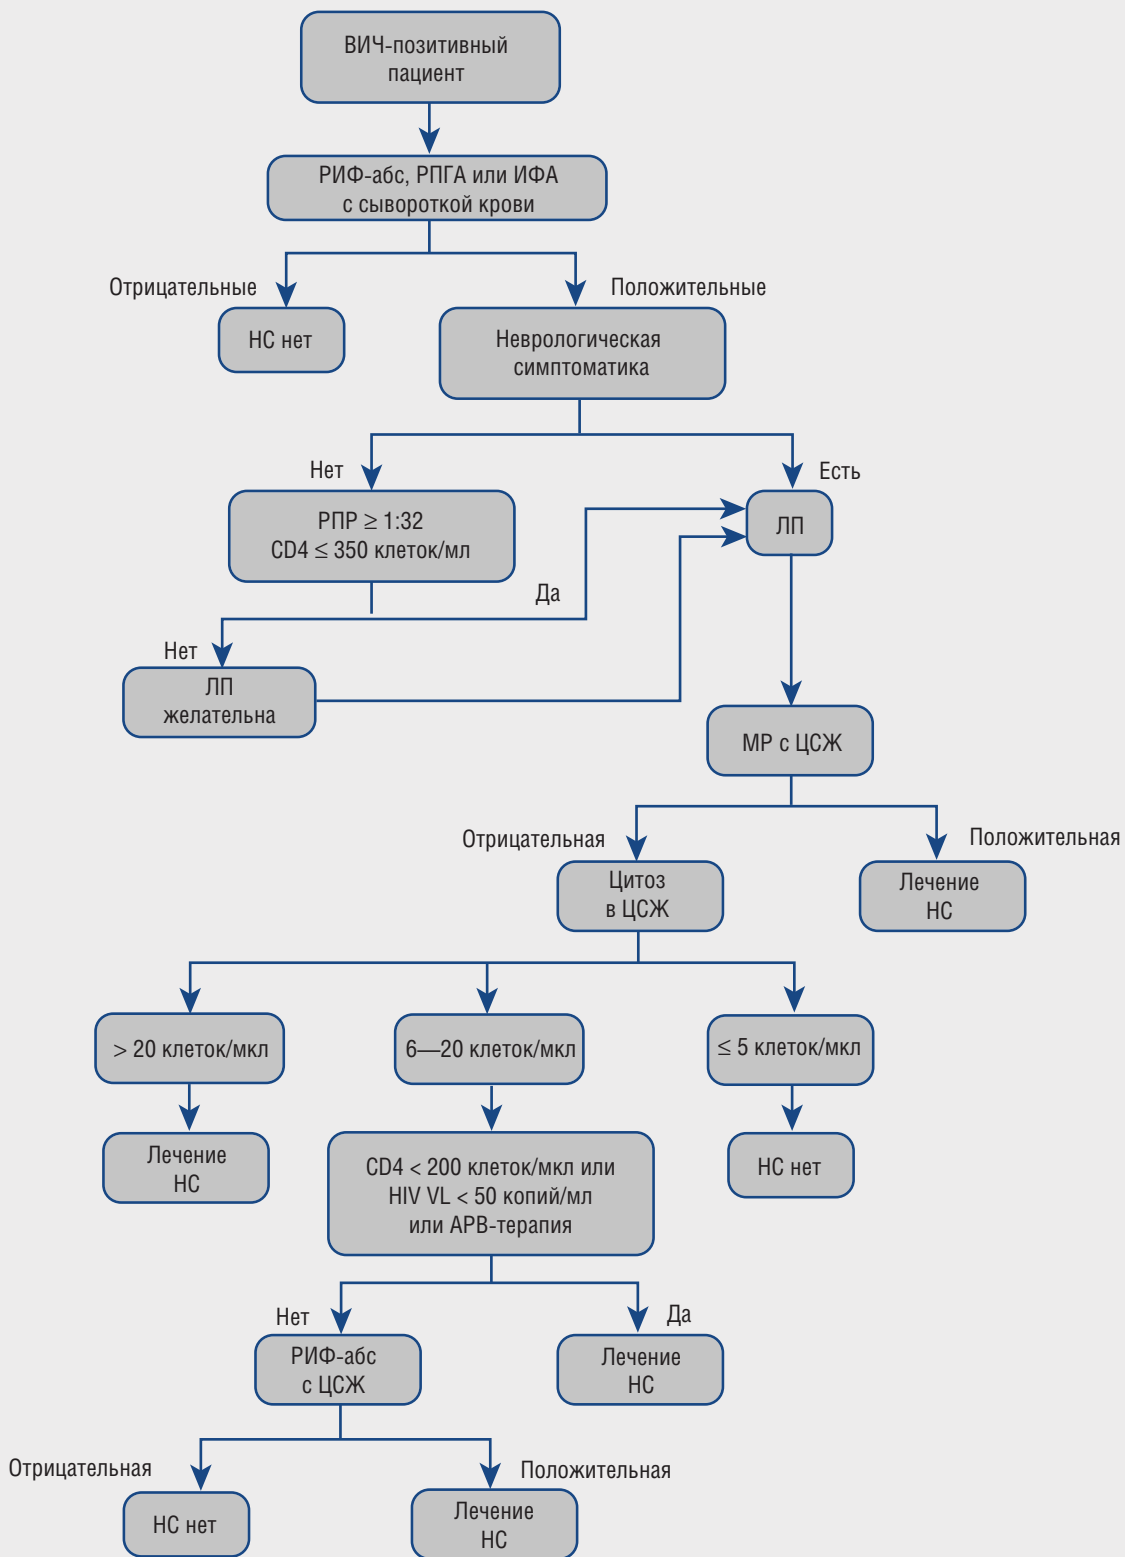 ВИЧ-позитивный
пациент
РИФ-абс, РПГА или ИФА
с сывороткой крови
Отрицательные
Положительные
НС нет
Неврологическая
симптоматика
Нет
Есть
РПР ≥ 1:32
CD4 ≤ 350 клеток/мл
ЛП
Да
Нет
ЛП
желательна
МР с ЦСЖ
Отрицательная
Положительная
Цитоз
в ЦСЖ
Лечение
НС
> 20 клеток/мкл
6—20 клеток/мкл
≤ 5 клеток/мкл
Лечение
НС
CD4 < 200 клеток/мкл или
HIV VL < 50 копий/мл
или АРВ-терапия
НС нет
Нет
Да
РИФ-абс
с ЦСЖ
Лечение
НС
Отрицательная
Положительная
НС нет
Лечение
НС